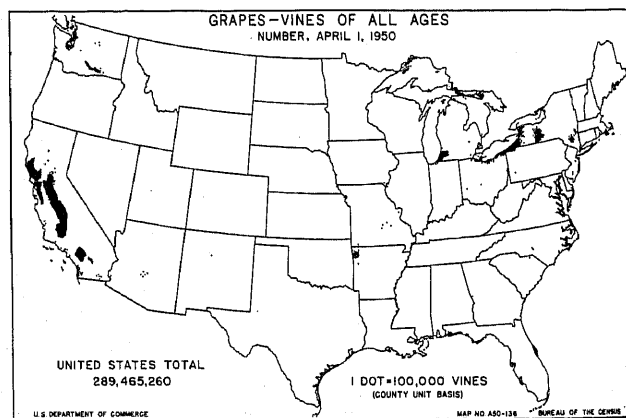 GRAPES–VINES OF ALL AGES
NUMBER, APRIL 1, 1950
UNITED STATES TOTAL
289,465,260
1 DOT=100,000 VINES
(COUNTY UNIT BASIS)
U.S. DEPARTMENT OF COMMERCE
MAP NO. A50-136
BUREAU OF THE CENSUS